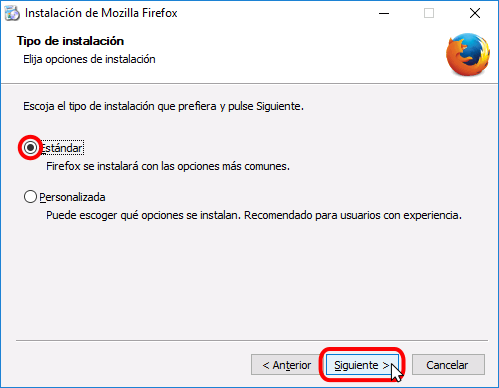 Instalación de Mozilla Firefox
Tipo de instalación
Elija opciones de instalación
Escoja el tipo de instalación que prefiera y pulse Siguiente.
Estándar
Firefox se instalará con las opciones más comunes.
Personalizada
Puede escoger qué opciones se instalan. Recomendado para usuarios con experiencia.
< Anterior Siguiente > Cancelar